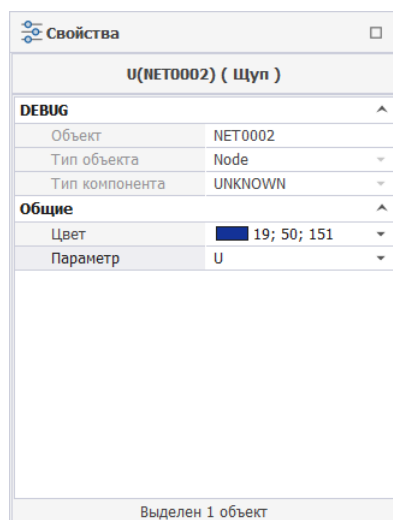 Свойства
U(NET0002) ( Щуп )
DEBUG
Объект NET0002
Тип объекта Node
Тип компонента UNKNOWN
Общие
Цвет 19; 50; 151
Параметр U
Выделен 1 объект